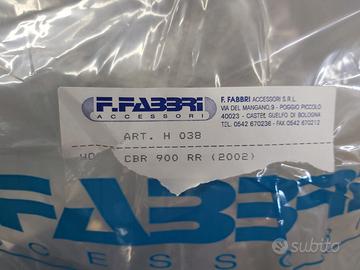 F.FABBRI
ACCESSORI
F. FABBRI ACCESSORI S.R.L.
VIA DEL MANGANO,9 - POGGIO PICCOLO
40023 - CASTEL GUELFO DI BOLOGNA
TEL. 0542 670236 - FAX 0542 670212
ART. H 038
CBR 900 RR (2002)
FABBRI
subito